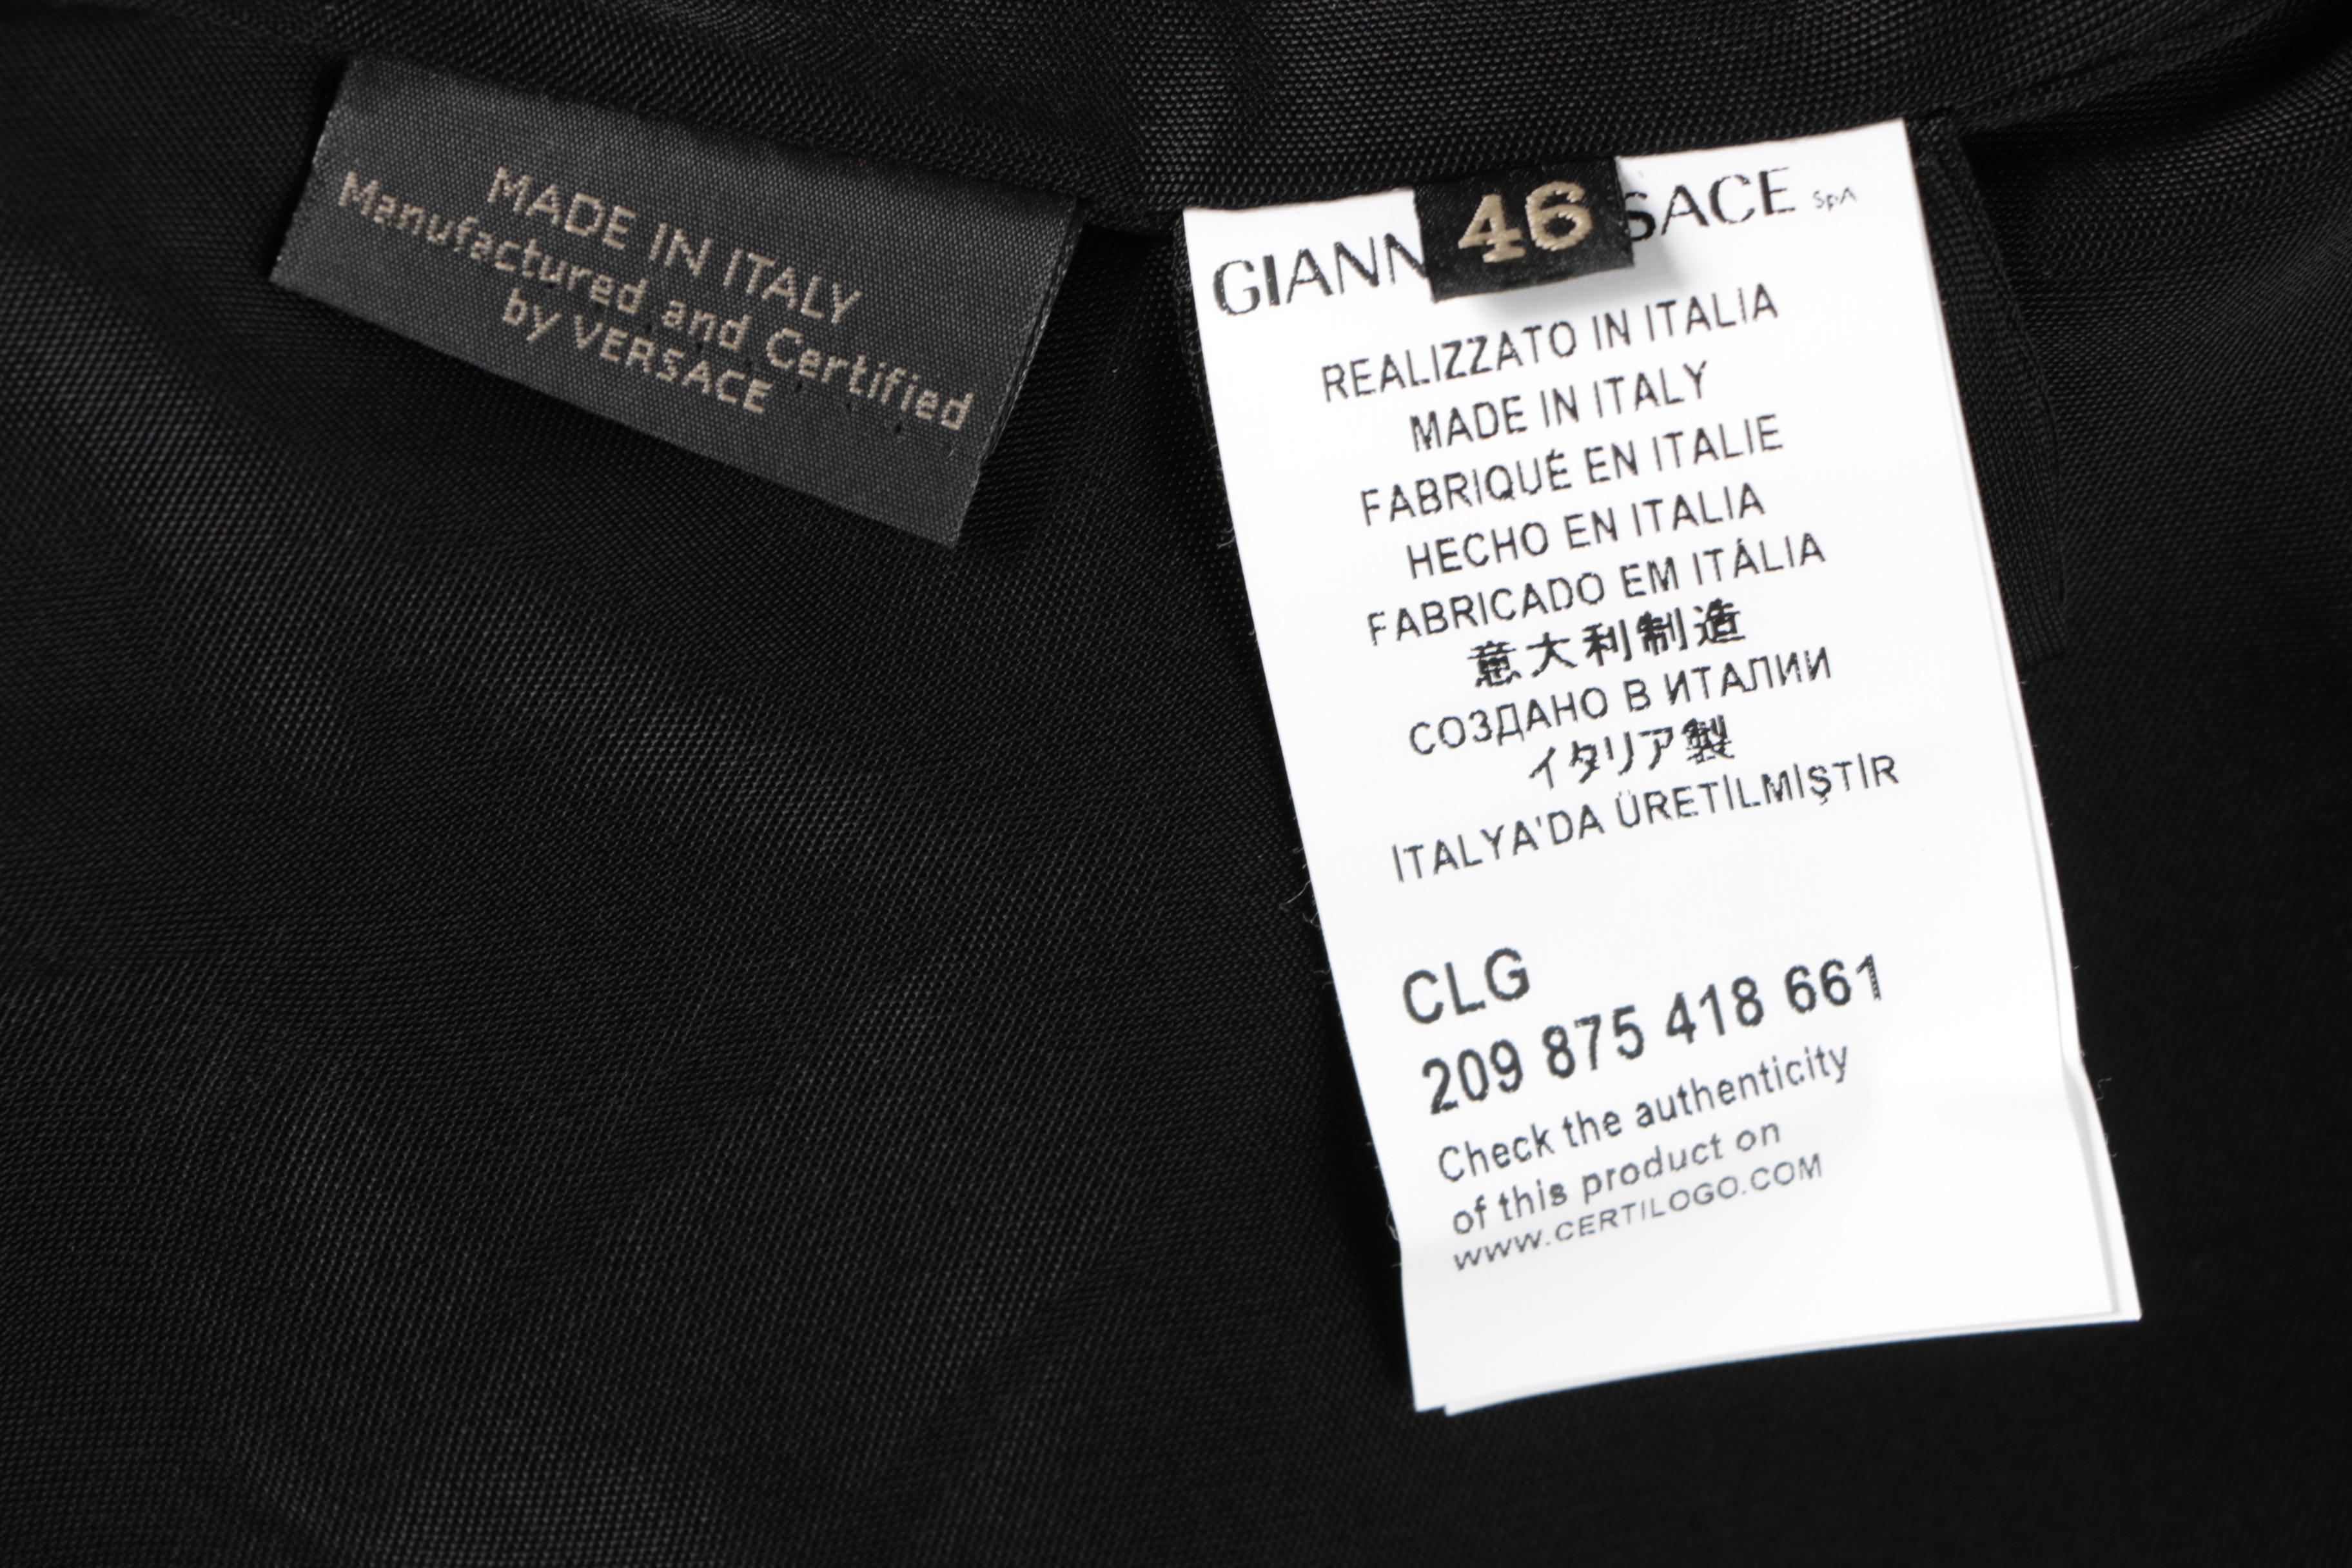 MADE IN ITALY
Manufactured and Certified
by VERSACE
46
GIANN SACE SpA
REALIZZATO IN ITALIA
MADE IN ITALY
FABRIQUÉ EN ITALIE
HECHO EN ITALIA
FABRICADO EM ITÁLIA
意大利制造
СОЗДАНО В ИТАЛИИ
イタリア製
İTALYA'DA ÜRETİLMİŞTİR
CLG
209 875 418 661
Check the authenticity
of this product on
WWW.CERTILOGO.COM